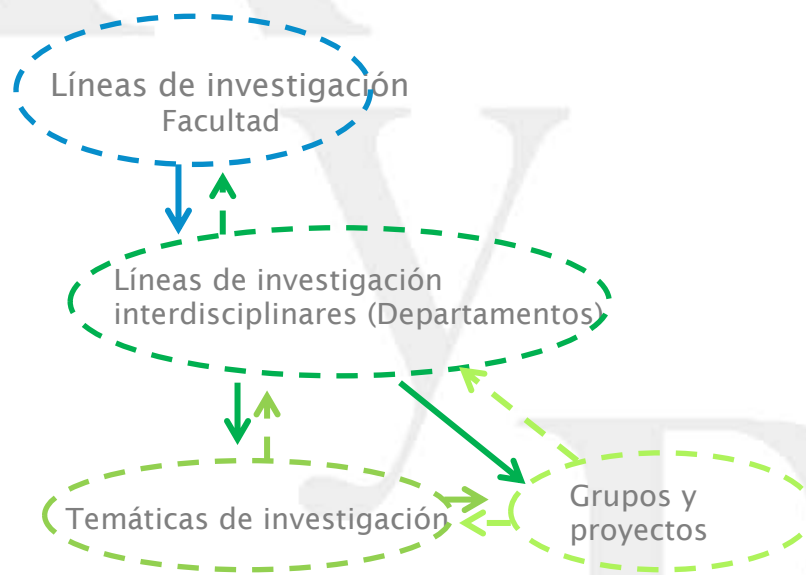 Líneas de investigación
Facultad
Líneas de investigación
interdisciplinares (Departamentos)
Temáticas de investigación
Grupos y
proyectos